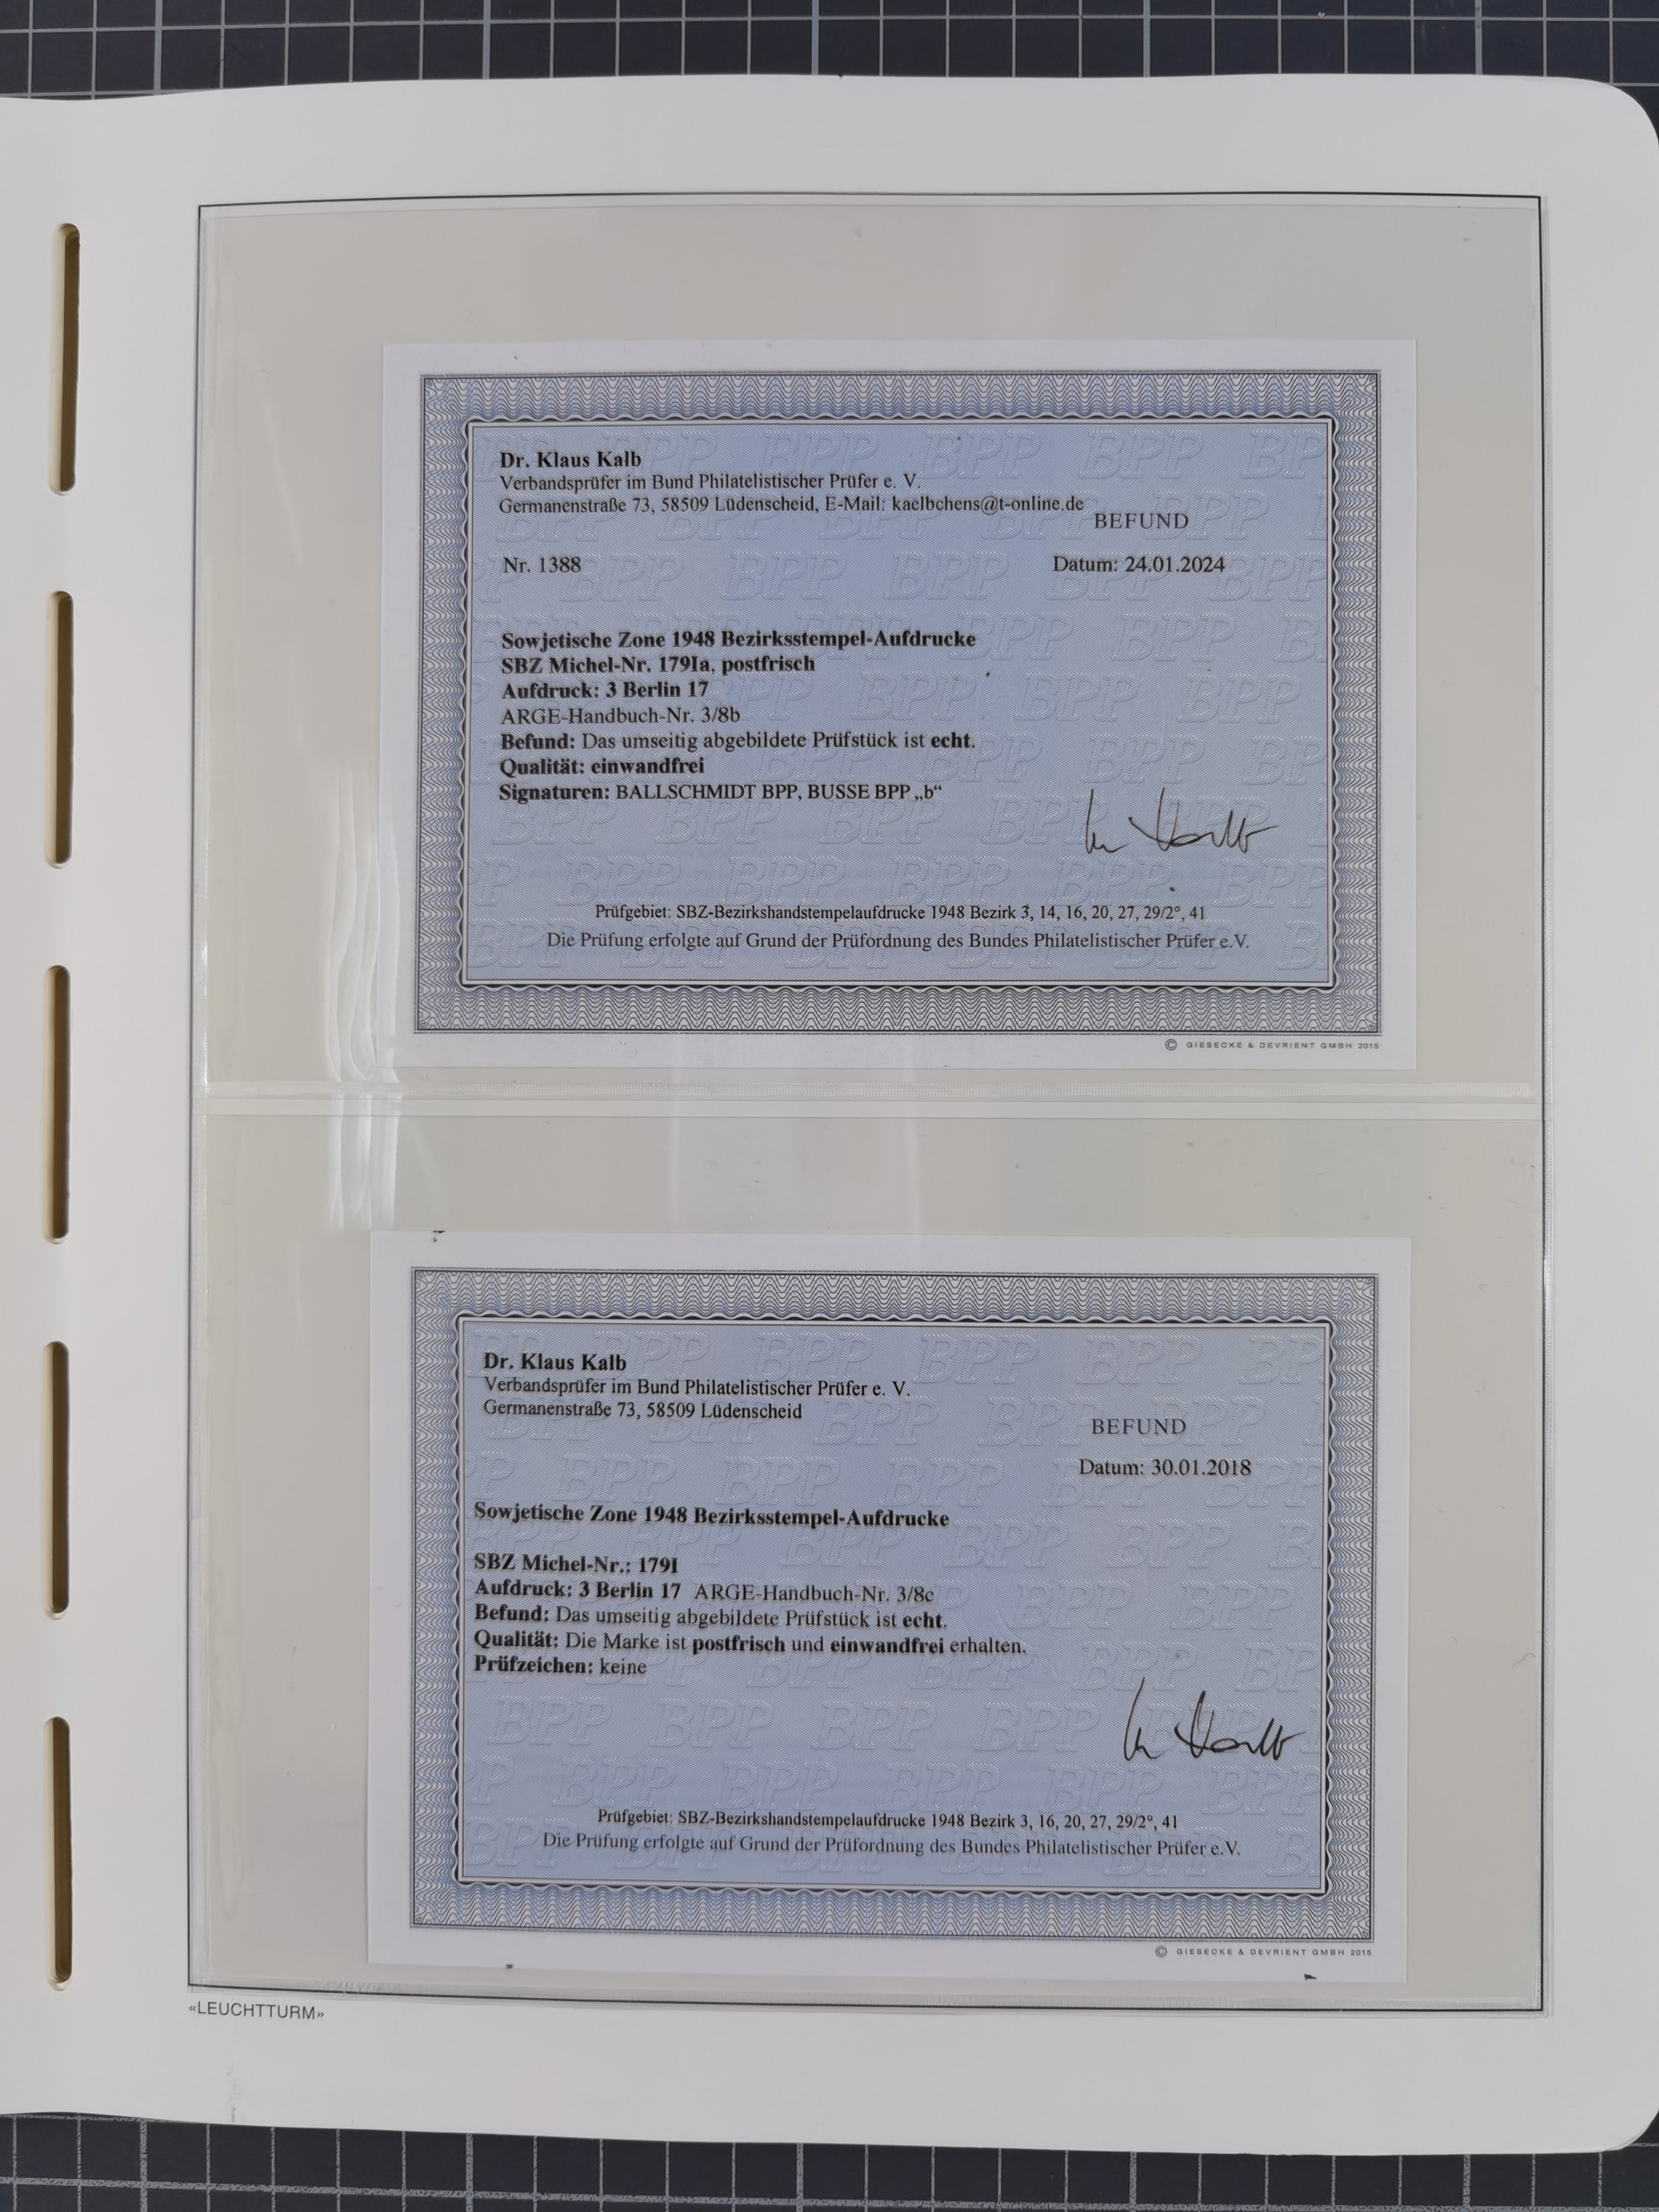 Dr. Klaus Kalb
Verbandsprüfer im Bund Philatelistischer Prüfer e. V.
Germanenstraße 73, 58509 Lüdenscheid, E-Mail: kaelbchens@t-online.de
BEFUND
Nr. 1388 Datum: 24.01.2024
Sowjetische Zone 1948 Bezirksstempel-Aufdrucke
SBZ Michel-Nr. 179Ia, postfrisch
Aufdruck: 3 Berlin 17
ARGE-Handbuch-Nr. 3/8b
Befund: Das umseitig abgebildete Prüfstück ist echt.
Qualität: einwandfrei
Signaturen: BALLSCHMIDT BPP, BUSSE BPP „b“
Prüfgebiet: SBZ-Bezirkshandstempelaufdrucke 1948 Bezirk 3, 14, 16, 20, 27, 29/2°, 41
Die Prüfung erfolgte auf Grund der Prüfordnung des Bundes Philatelistischer Prüfer e.V.
© GIESECKE & DEVRIENT GMBH 2015
Dr. Klaus Kalb
Verbandsprüfer im Bund Philatelistischer Prüfer e. V.
Germanenstraße 73, 58509 Lüdenscheid
BEFUND
Datum: 30.01.2018
Sowjetische Zone 1948 Bezirksstempel-Aufdrucke
SBZ Michel-Nr.: 179I
Aufdruck: 3 Berlin 17 ARGE-Handbuch-Nr. 3/8c
Befund: Das umseitig abgebildete Prüfstück ist echt.
Qualität: Die Marke ist postfrisch und einwandfrei erhalten.
Prüfzeichen: keine
Prüfgebiet: SBZ-Bezirkshandstempelaufdrucke 1948 Bezirk 3, 16, 20, 27, 29/2°, 41
Die Prüfung erfolgte auf Grund der Prüfordnung des Bundes Philatelistischer Prüfer e.V.
© GIESECKE & DEVRIENT GMBH 2015
«LEUCHTTURM»